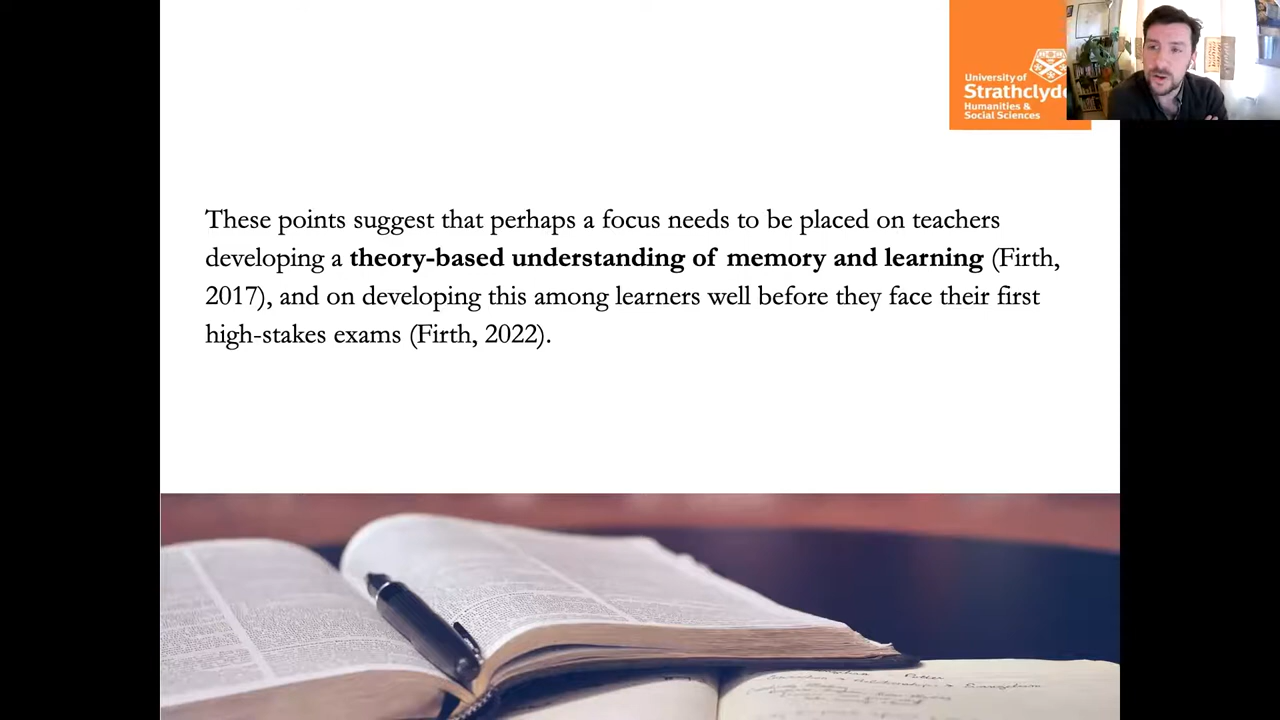 University of
Strathclyde
Humanities &
Social Sciences
These points suggest that perhaps a focus needs to be placed on teachers
developing a theory-based understanding of memory and learning (Firth,
2017), and on developing this among learners well before they face their first
high-stakes exams (Firth, 2022).